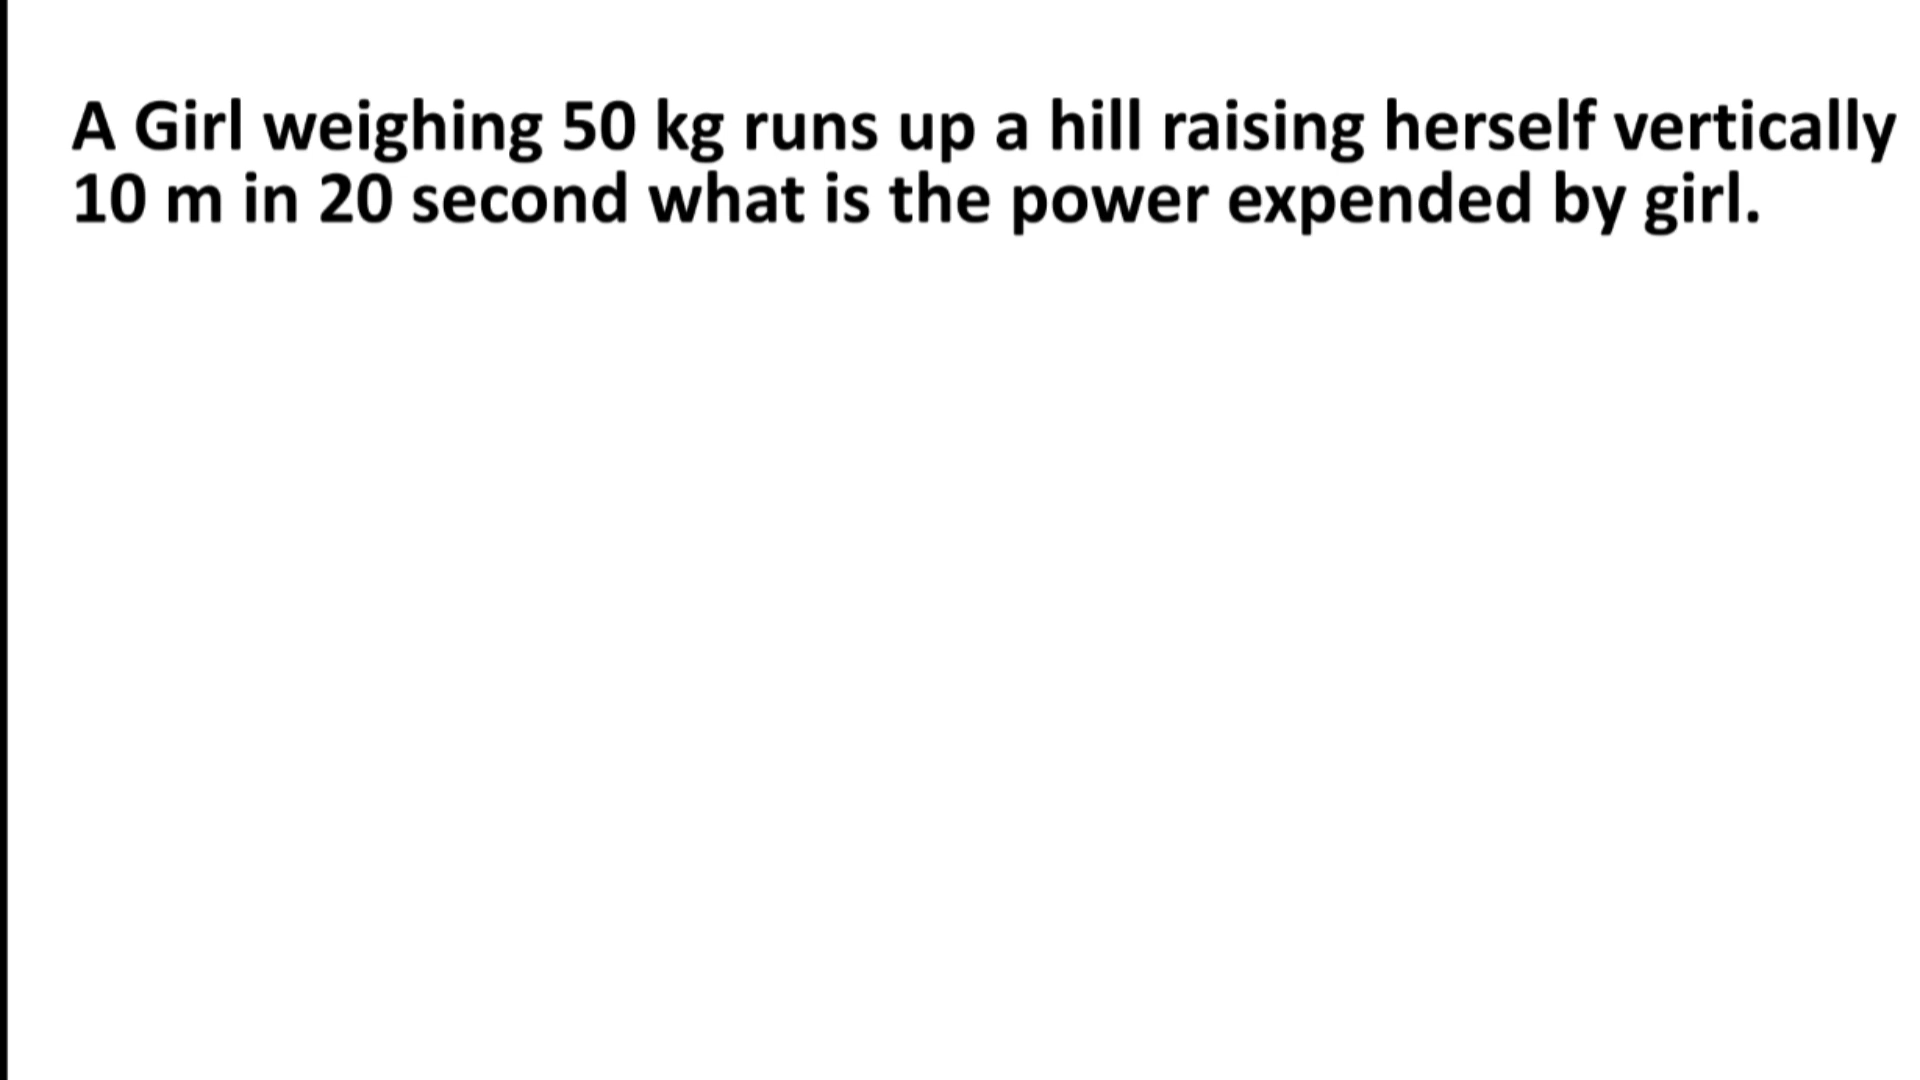 A Girl weighing 50 kg runs up a hill raising herself vertically
10 m in 20 second what is the power expended by girl.